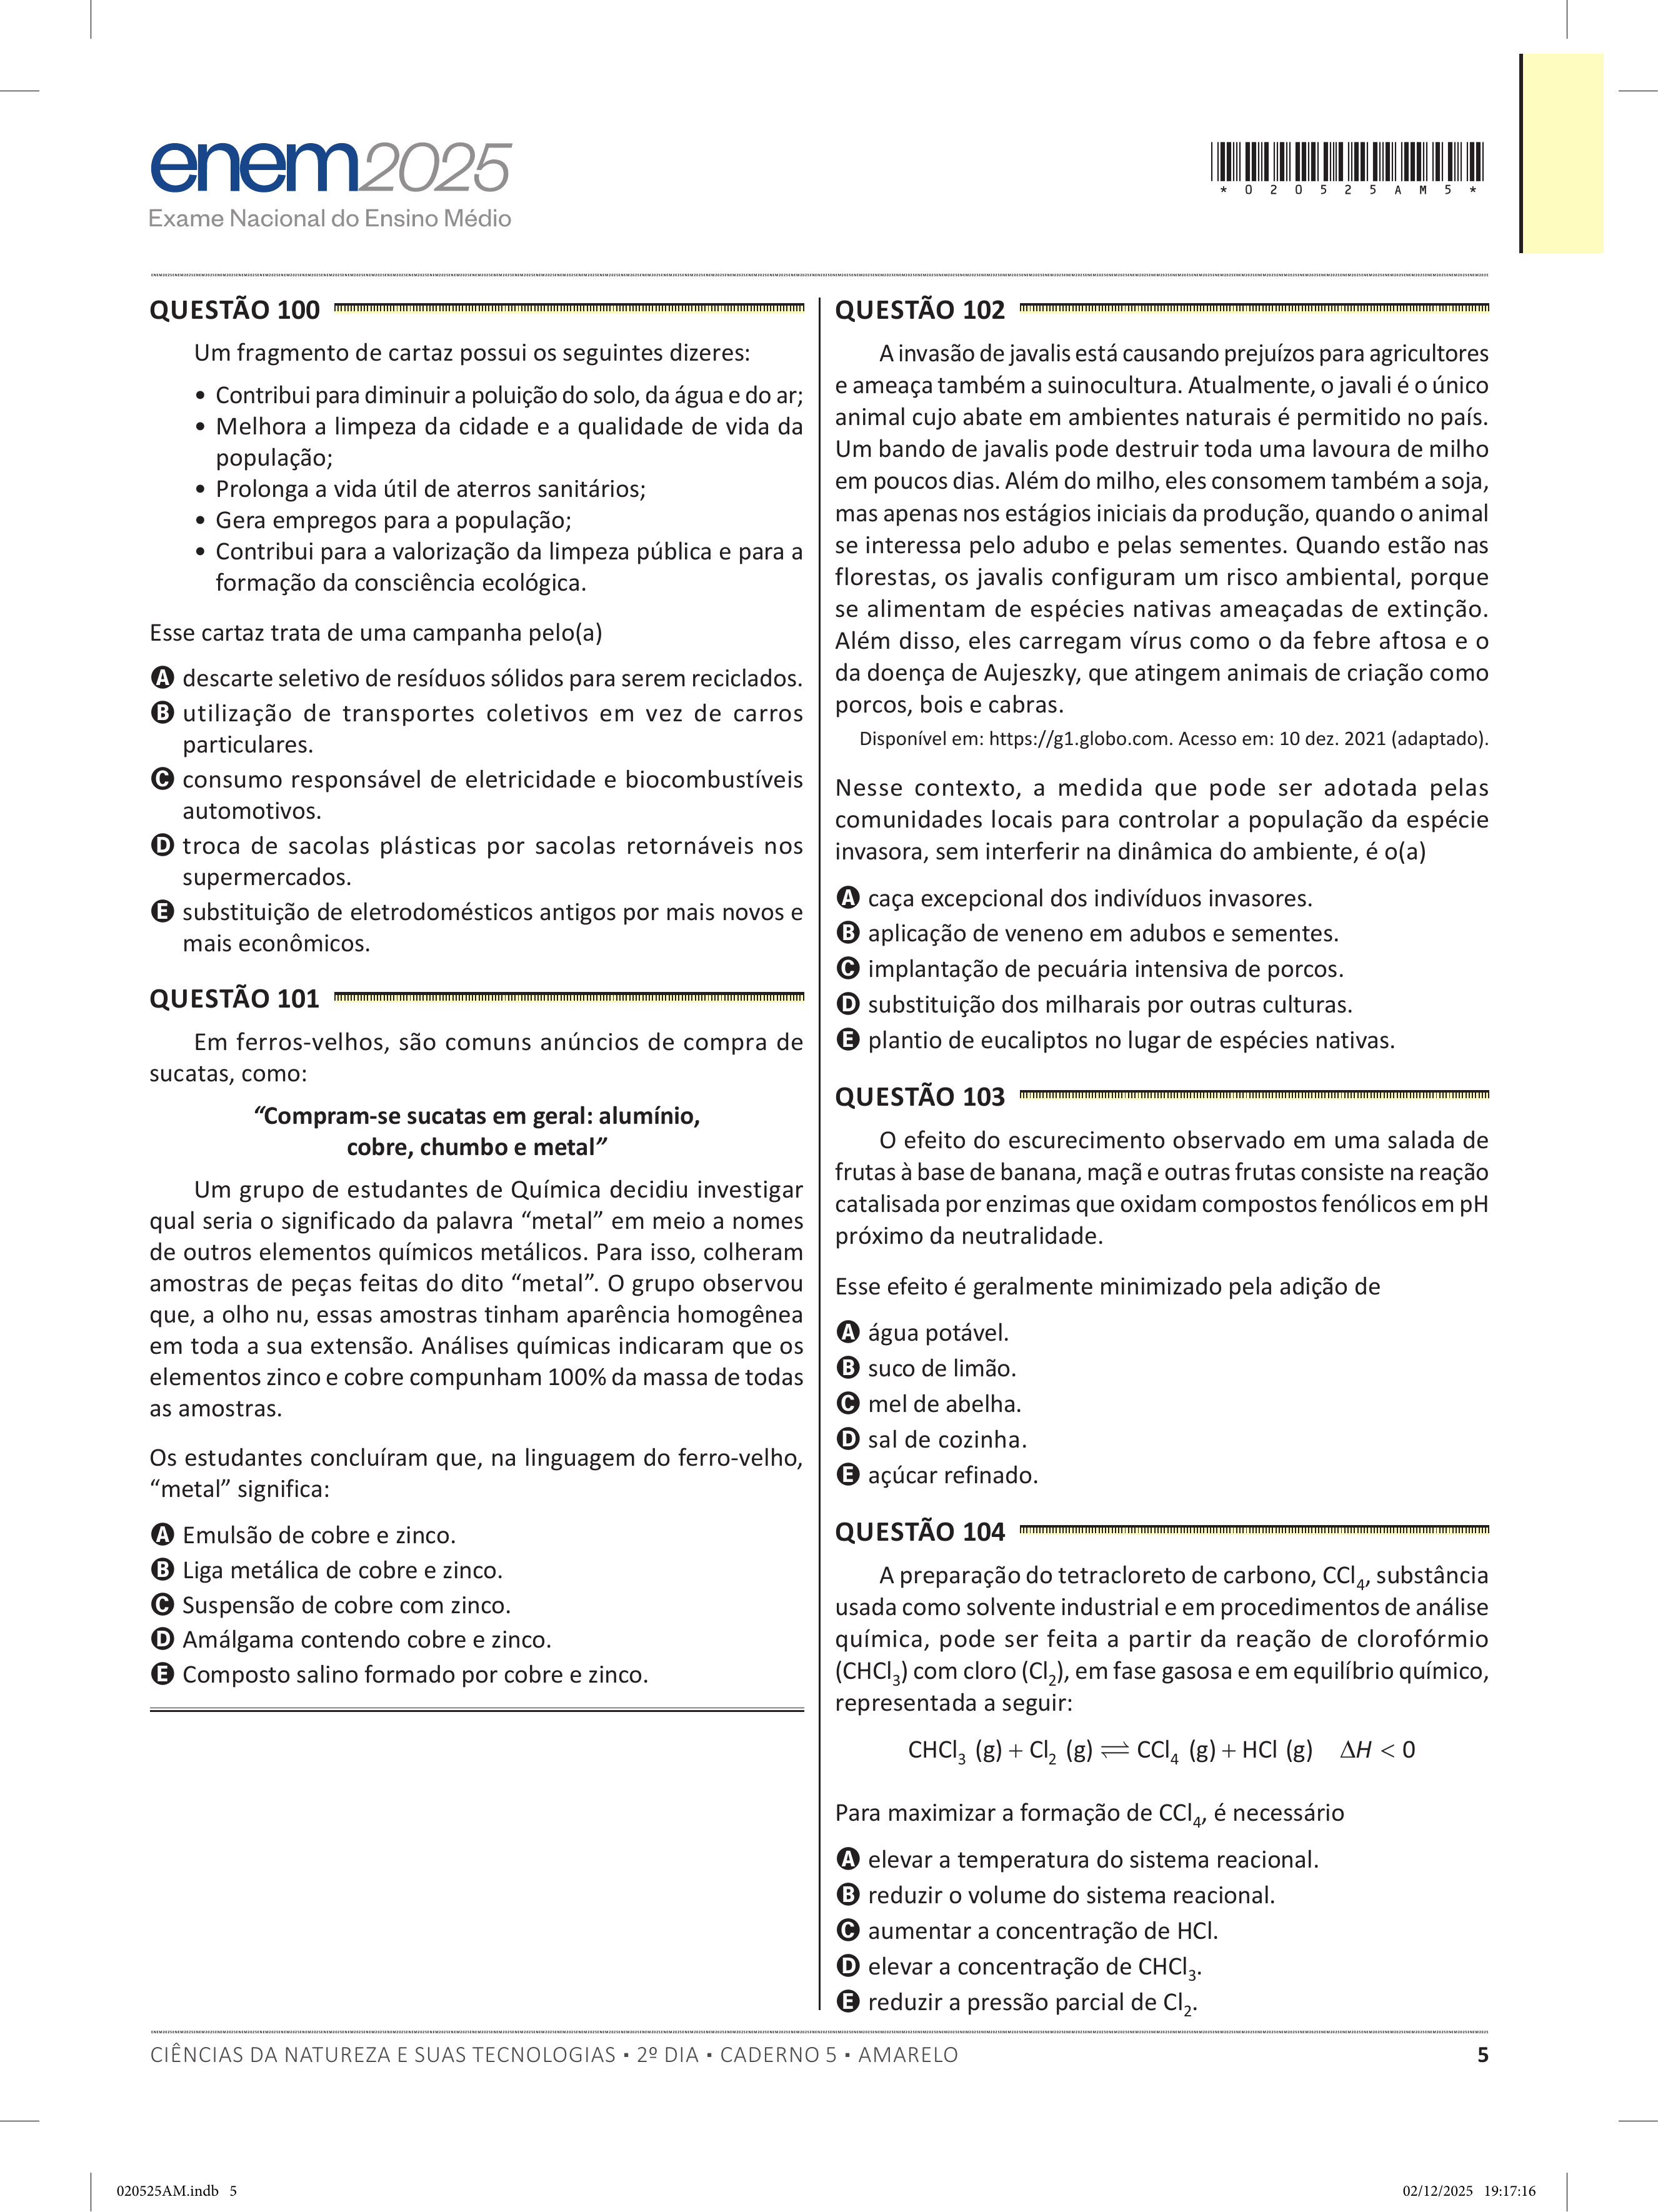 enem2025
Exame Nacional do Ensino Médio
*020525AM5*
QUESTÃO 100
Um fragmento de cartaz possui os seguintes dizeres:
• Contribui para diminuir a poluição do solo, da água e do ar;
• Melhora a limpeza da cidade e a qualidade de vida da
população;
• Prolonga a vida útil de aterros sanitários;
• Gera empregos para a população;
• Contribui para a valorização da limpeza pública e para a
formação da consciência ecológica.
Esse cartaz trata de uma campanha pelo(a)
A descarte seletivo de resíduos sólidos para serem reciclados.
B utilização de transportes coletivos em vez de carros
particulares.
C consumo responsável de eletricidade e biocombustíveis
automotivos.
D troca de sacolas plásticas por sacolas retornáveis nos
supermercados.
E substituição de eletrodomésticos antigos por mais novos e
mais econômicos.
QUESTÃO 101
Em ferros-velhos, são comuns anúncios de compra de
sucatas, como:
“Compram-se sucatas em geral: alumínio,
cobre, chumbo e metal”
Um grupo de estudantes de Química decidiu investigar
qual seria o significado da palavra “metal” em meio a nomes
de outros elementos químicos metálicos. Para isso, colheram
amostras de peças feitas do dito “metal”. O grupo observou
que, a olho nu, essas amostras tinham aparência homogênea
em toda a sua extensão. Análises químicas indicaram que os
elementos zinco e cobre compunham 100% da massa de todas
as amostras.
Os estudantes concluíram que, na linguagem do ferro-velho,
“metal” significa:
A Emulsão de cobre e zinco.
B Liga metálica de cobre e zinco.
C Suspensão de cobre com zinco.
D Amálgama contendo cobre e zinco.
E Composto salino formado por cobre e zinco.
QUESTÃO 102
A invasão de javalis está causando prejuízos para agricultores
e ameaça também a suinocultura. Atualmente, o javali é o único
animal cujo abate em ambientes naturais é permitido no país.
Um bando de javalis pode destruir toda uma lavoura de milho
em poucos dias. Além do milho, eles consomem também a soja,
mas apenas nos estágios iniciais da produção, quando o animal
se interessa pelo adubo e pelas sementes. Quando estão nas
florestas, os javalis configuram um risco ambiental, porque
se alimentam de espécies nativas ameaçadas de extinção.
Além disso, eles carregam vírus como o da febre aftosa e o
da doença de Aujeszky, que atingem animais de criação como
porcos, bois e cabras.
Disponível em: https://g1.globo.com. Acesso em: 10 dez. 2021 (adaptado).
Nesse contexto, a medida que pode ser adotada pelas
comunidades locais para controlar a população da espécie
invasora, sem interferir na dinâmica do ambiente, é o(a)
A caça excepcional dos indivíduos invasores.
B aplicação de veneno em adubos e sementes.
C implantação de pecuária intensiva de porcos.
D substituição dos milharais por outras culturas.
E plantio de eucaliptos no lugar de espécies nativas.
QUESTÃO 103
O efeito do escurecimento observado em uma salada de
frutas à base de banana, maçã e outras frutas consiste na reação
catalisada por enzimas que oxidam compostos fenólicos em pH
próximo da neutralidade.
Esse efeito é geralmente minimizado pela adição de
A água potável.
B suco de limão.
C mel de abelha.
D sal de cozinha.
E açúcar refinado.
QUESTÃO 104
A preparação do tetracloreto de carbono, CCl₄, substância
usada como solvente industrial e em procedimentos de análise
química, pode ser feita a partir da reação de clorofórmio
(CHCl₃) com cloro (Cl₂), em fase gasosa e em equilíbrio químico,
representada a seguir:
CHCl₃ (g) + Cl₂ (g) ⇌ CCl₄ (g) + HCl (g) ΔH < 0
Para maximizar a formação de CCl₄, é necessário
A elevar a temperatura do sistema reacional.
B reduzir o volume do sistema reacional.
C aumentar a concentração de HCl.
D elevar a concentração de CHCl₃.
E reduzir a pressão parcial de Cl₂.
CIÊNCIAS DA NATUREZA E SUAS TECNOLOGIAS ▪ 2º DIA ▪ CADERNO 5 ▪ AMARELO
5
020525AM.indb 5
02/12/2025 19:17:16